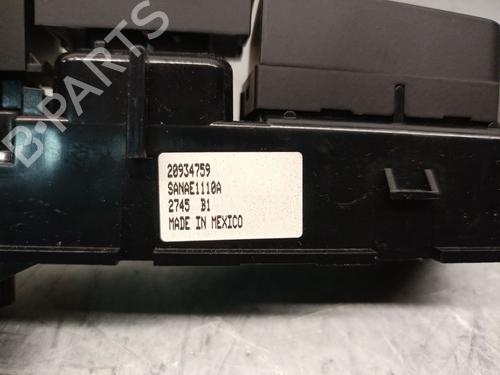 B-PARTS
20934759
SANAE1110A
2745 B1
MADE IN MEXICO